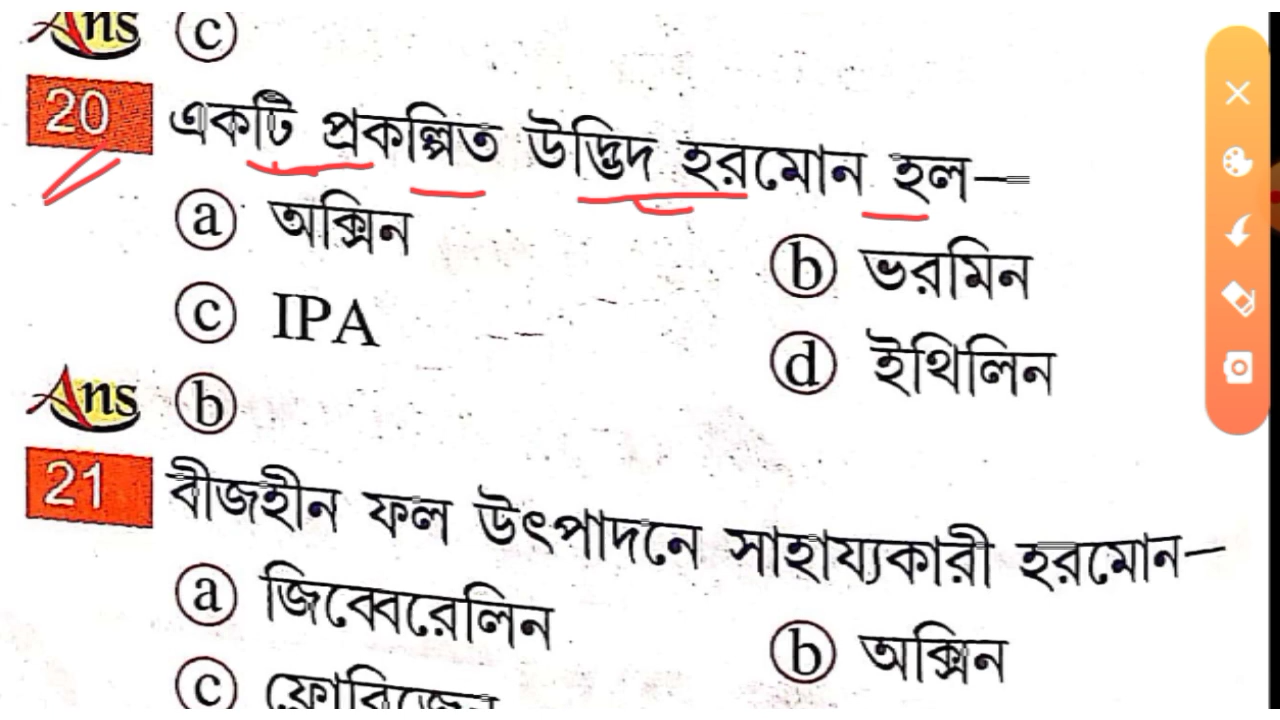 Ans ⓒ
20 একটি প্রকল্পিত উদ্ভিদ হরমোন হল—
ⓐ অক্সিন ⓑ ভরমিন
ⓒ IPA ⓓ ইথিলিন
Ans ⓑ
21 বীজহীন ফল উৎপাদনে সাহায্যকারী হরমোন—
ⓐ জিব্বেরেলিন ⓑ অক্সিন
ⓒ ফ্লোরিজেন